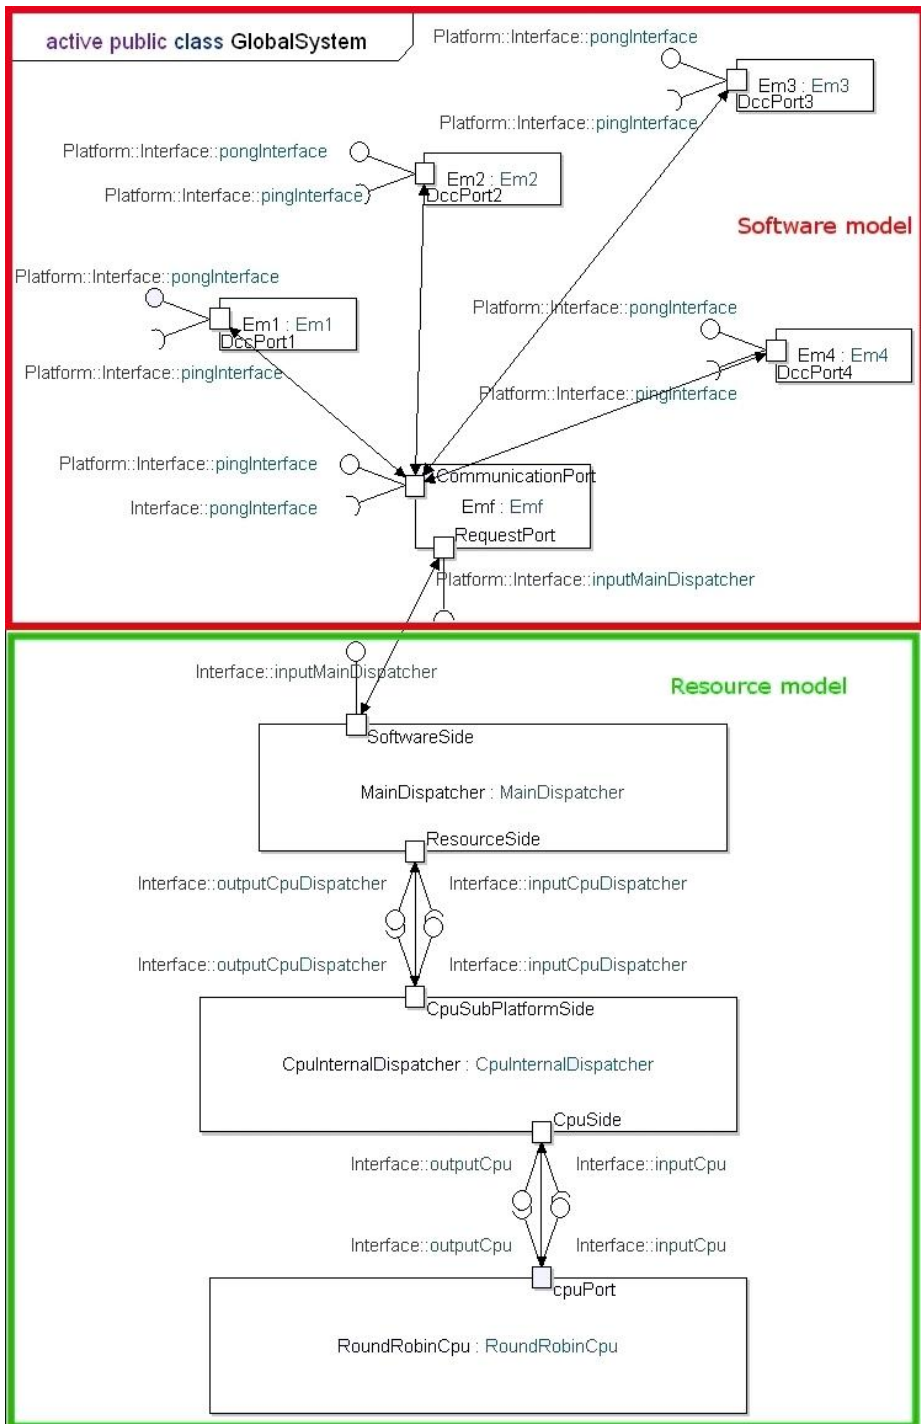 active public class GlobalSystem
Platform::Interface::pongInterface
Em3 : Em3
DccPort3
Platform::Interface::pingInterface
Platform::Interface::pongInterface
Em2 : Em2
Platform::Interface::pingInterface
DccPort2
Software model
Platform::Interface::pongInterface
Em1 : Em1
DccPort1
Platform::Interface::pingInterface
Platform::Interface::pongInterface
Em4 : Em4
DccPort4
Platform::Interface::pingInterface
Platform::Interface::pingInterface
CommunicationPort
Interface::pongInterface
Emf : Emf
RequestPort
Platform::Interface::inputMainDispatcher
Interface::inputMainDispatcher
Resource model
SoftwareSide
MainDispatcher : MainDispatcher
ResourceSide
Interface::outputCpuDispatcher
Interface::inputCpuDispatcher
Interface::outputCpuDispatcher
Interface::inputCpuDispatcher
CpuSubPlatformSide
CpuInternalDispatcher : CpuInternalDispatcher
CpuSide
Interface::outputCpu
Interface::inputCpu
Interface::outputCpu
Interface::inputCpu
cpuPort
RoundRobinCpu : RoundRobinCpu